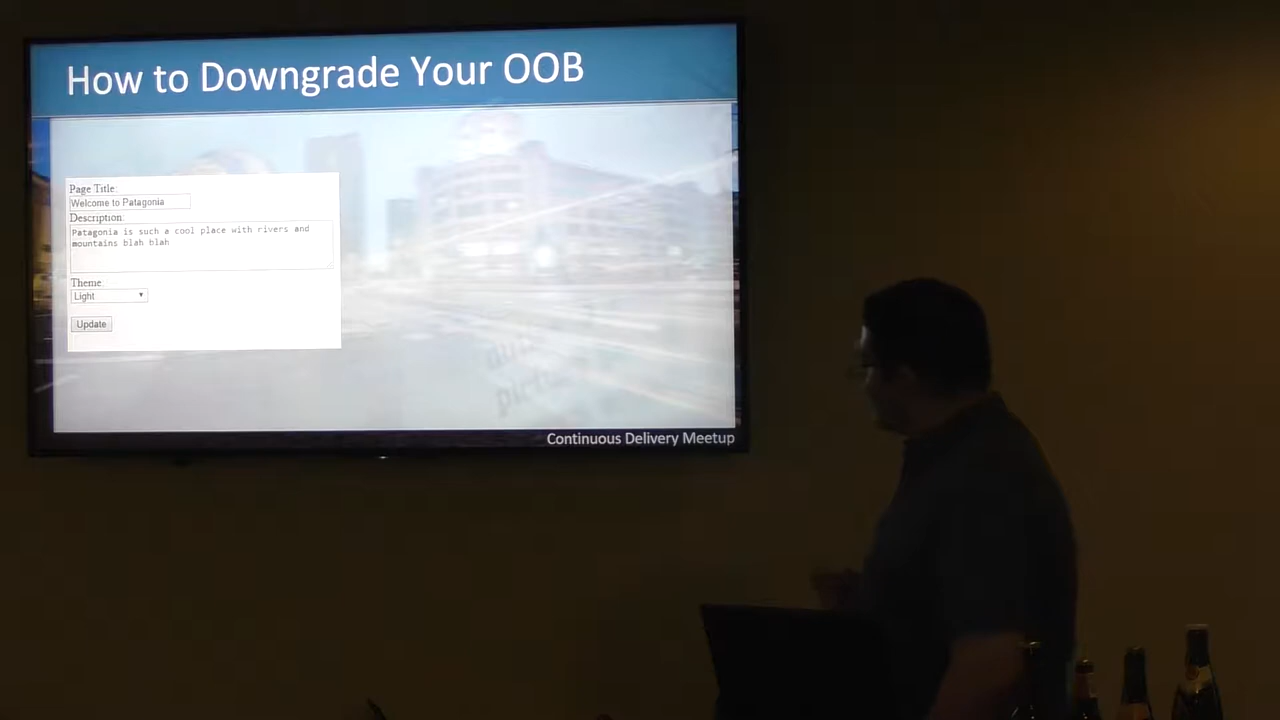 How to Downgrade Your OOB
Page Title:
Welcome to Patagonia
Description:
Patagonia is such a cool place with rivers and
mountains blah blah
Theme:
Light
Update
Continuous Delivery Meetup